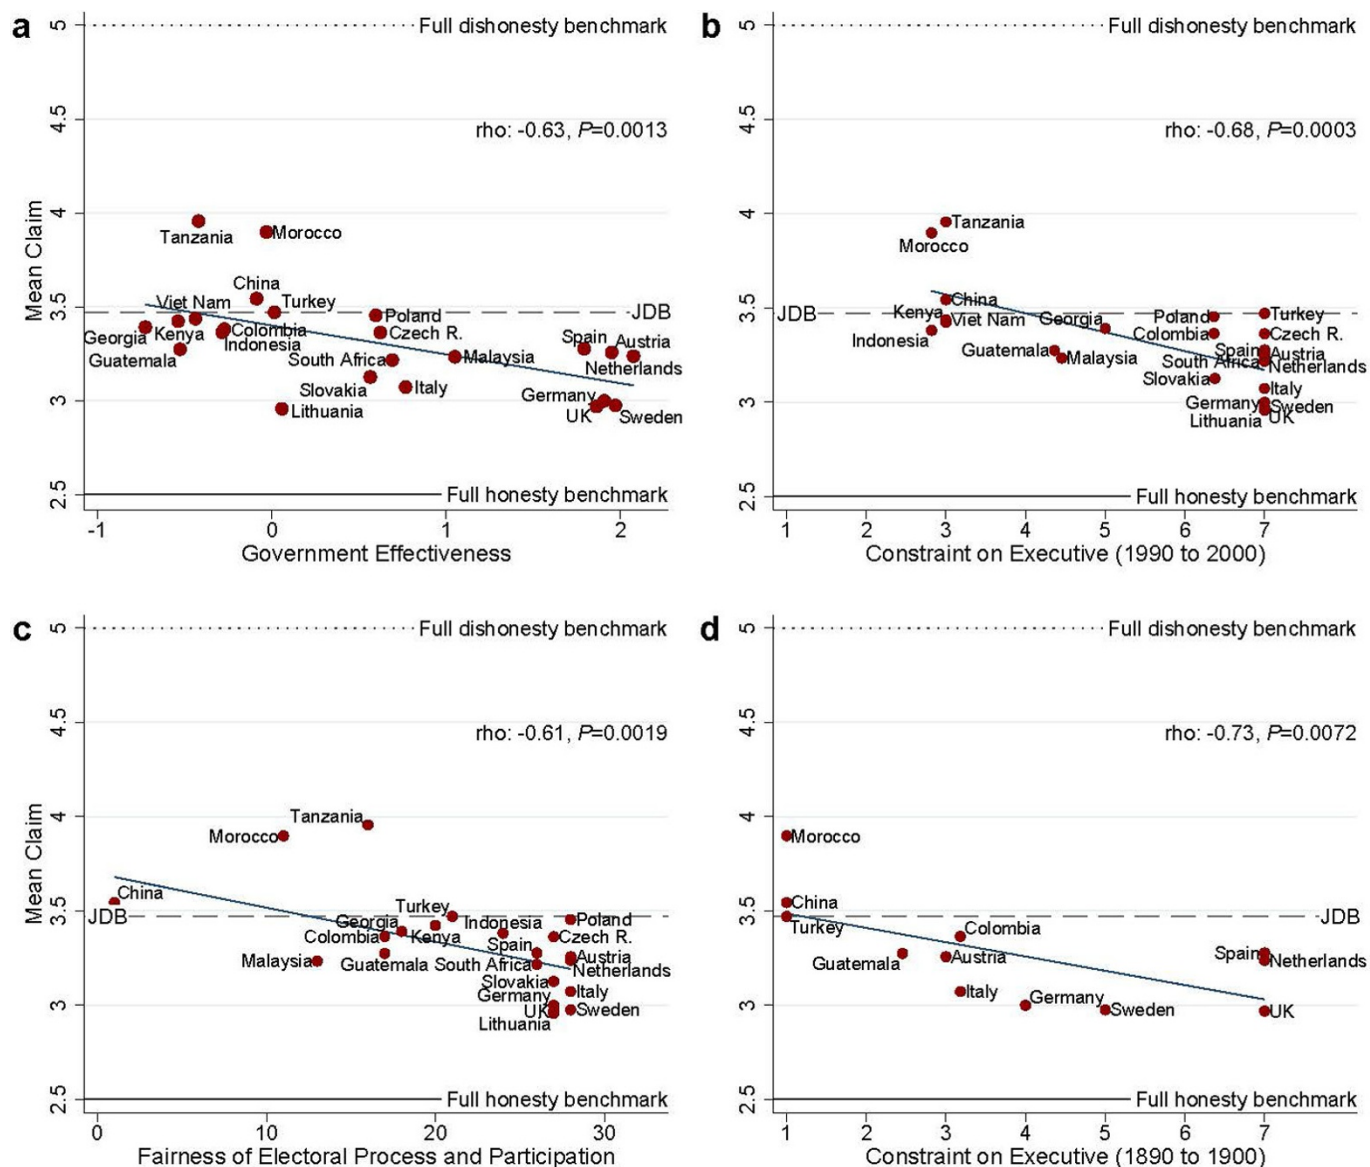 a
5
Full dishonesty benchmark
4.5
rho: -0.63, P=0.0013
4
Tanzania
Morocco
China
Viet Nam
Turkey
3.5
JDB
Poland
Georgia
Kenya
Colombia
Czech R.
Indonesia
Guatemala
South Africa
Malaysia
Spain
Austria
Netherlands
Slovakia
Italy
Germany
3
Lithuania
UK
Sweden
2.5
Full honesty benchmark
Mean Claim
-1 0 1 2
Government Effectiveness
b
5
Full dishonesty benchmark
4.5
rho: -0.68, P=0.0003
4
Tanzania
Morocco
China
3.5
JDB
Kenya
Viet Nam
Georgia
Poland
Turkey
Indonesia
Colombia
Czech R.
Guatemala
Malaysia
Spain
Austria
South Africa
Netherlands
Slovakia
Italy
3
Germany
Sweden
Lithuania
UK
2.5
Full honesty benchmark
1 2 3 4 5 6 7
Constraint on Executive (1990 to 2000)
c
5
Full dishonesty benchmark
4.5
rho: -0.61, P=0.0019
4
Tanzania
Morocco
China
3.5
JDB
Turkey
Georgia
Indonesia
Poland
Colombia
Kenya
Czech R.
Spain
Malaysia
Guatemala
South Africa
Austria
Netherlands
Slovakia
Italy
Germany
3
UK
Sweden
Lithuania
2.5
Full honesty benchmark
Mean Claim
0 10 20 30
Fairness of Electoral Process and Participation
d
5
Full dishonesty benchmark
4.5
rho: -0.73, P=0.0072
4
Morocco
China
3.5
JDB
Turkey
Colombia
Guatemala
Austria
Spain
Netherlands
Italy
Germany
3
Sweden
UK
2.5
Full honesty benchmark
1 2 3 4 5 6 7
Constraint on Executive (1890 to 1900)